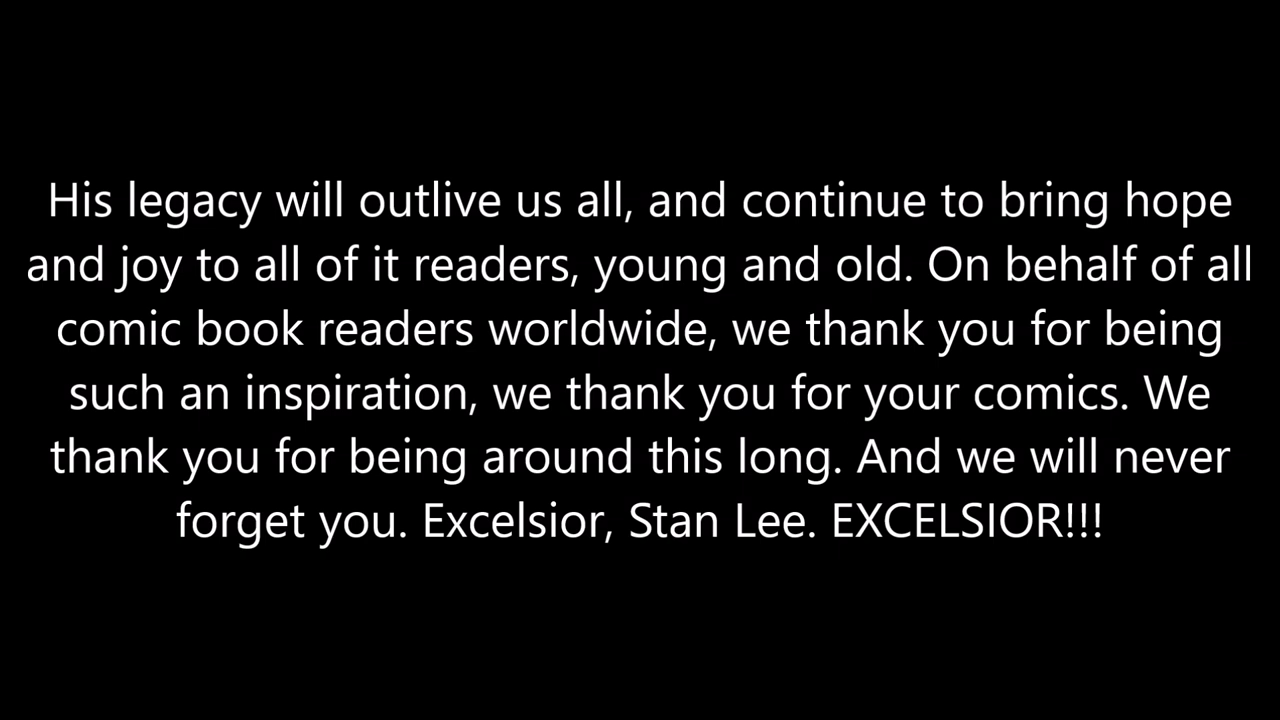 His legacy will outlive us all, and continue to bring hope
and joy to all of it readers, young and old. On behalf of all
comic book readers worldwide, we thank you for being
such an inspiration, we thank you for your comics. We
thank you for being around this long. And we will never
forget you. Excelsior, Stan Lee. EXCELSIOR!!!